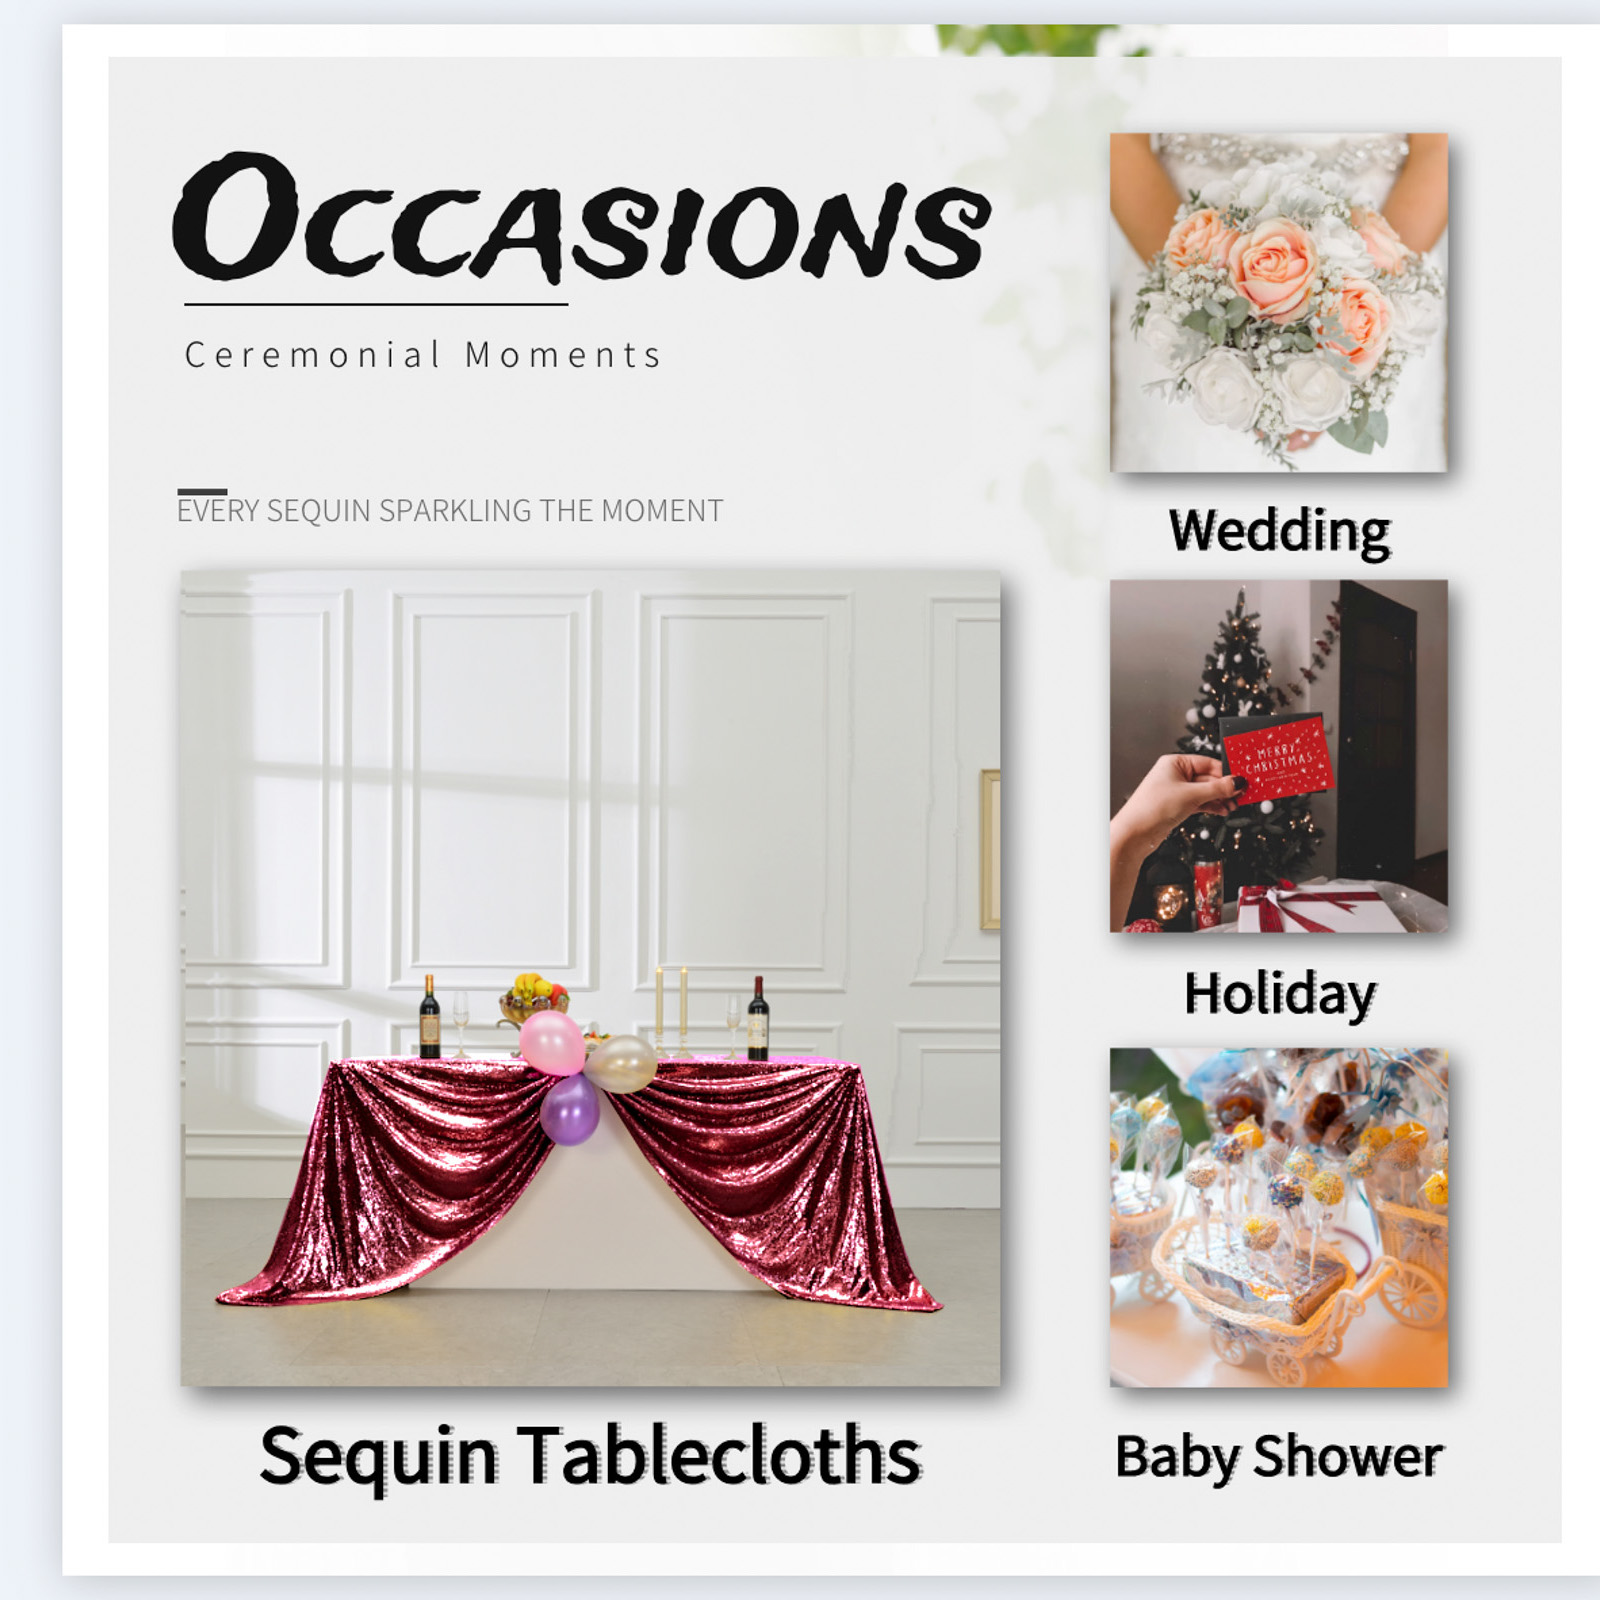 OCCASIONS
Ceremonial Moments
EVERY SEQUIN SPARKLING THE MOMENT
Sequin Tablecloths
Wedding
MERRY
CHRISTMAS
Holiday
Baby Shower